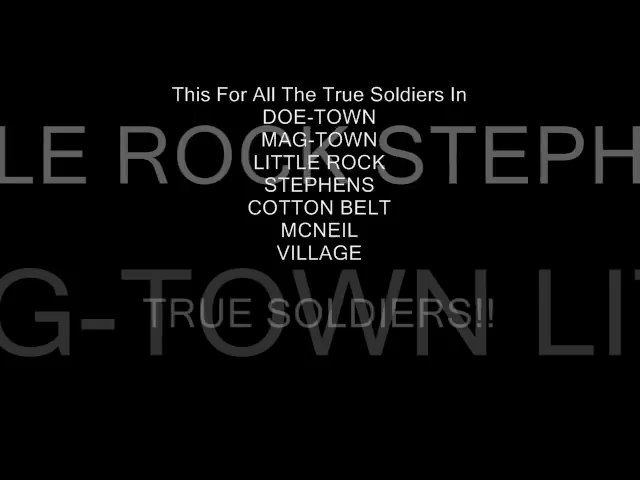 This For All The True Soldiers In
DOE-TOWN
MAG-TOWN
LE ROCK STEPH
LITTLE ROCK
STEPHENS
COTTON BELT
MCNEIL
VILLAGE
G-TOWN LIT
TRUE SOLDIERS!!